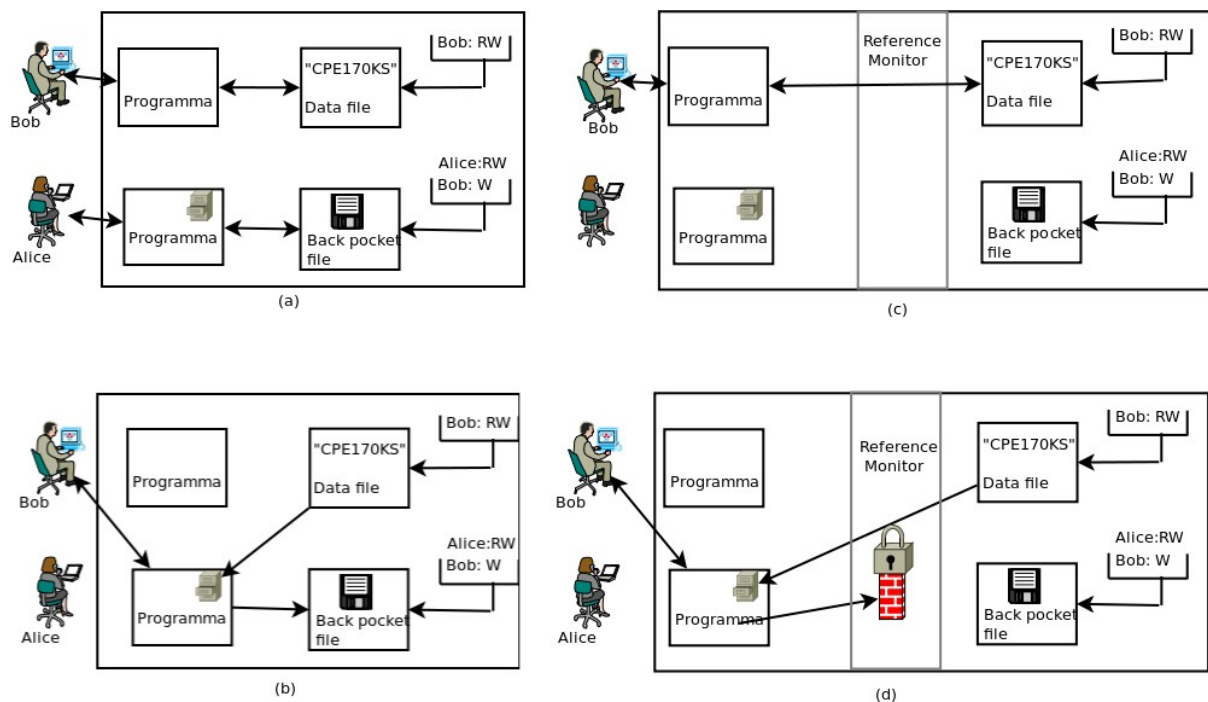 Bob: RW
"CPE170KS"
Programma
Data file
Bob
Alice:RW
Bob: W
Programma
Back pocket
file
Alice
(a)
Bob: RW
Reference
Monitor
"CPE170KS"
Programma
Data file
Bob
Alice:RW
Bob: W
Programma
Back pocket
file
Alice
(c)
Bob: RW
"CPE170KS"
Programma
Data file
Bob
Alice:RW
Bob: W
Programma
Back pocket
file
Alice
(b)
Bob: RW
Reference
Monitor
"CPE170KS"
Programma
Data file
Bob
Alice:RW
Bob: W
Programma
Back pocket
file
Alice
(d)